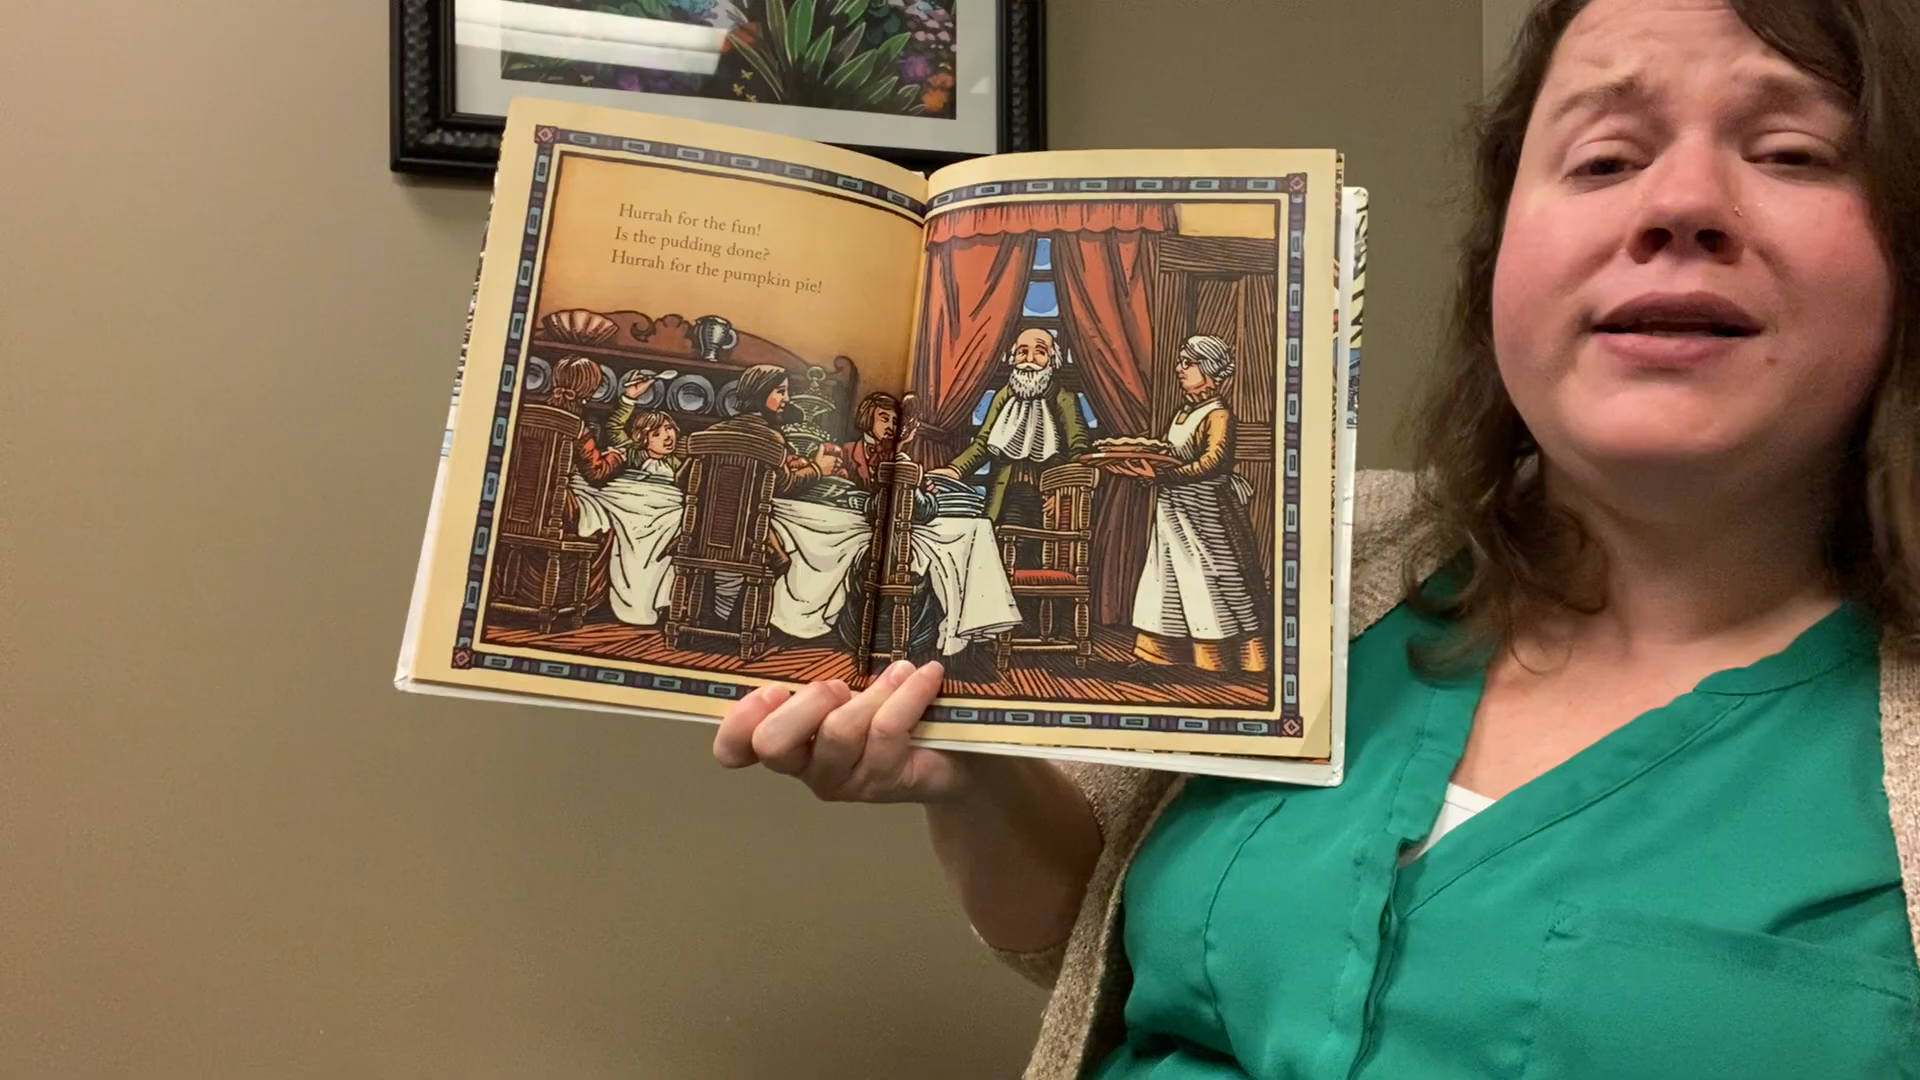 Hurrah for the fun!
Is the pudding done?
Hurrah for the pumpkin pie!